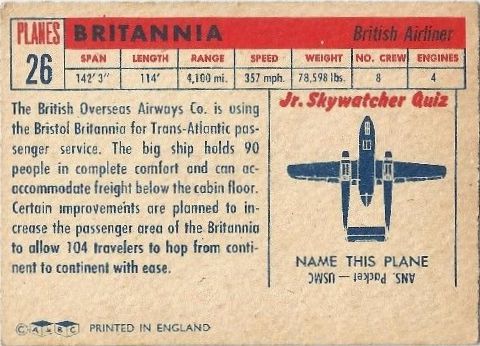 PLANES
26
BRITANNIA
British Airliner
SPAN LENGTH RANGE SPEED WEIGHT NO. CREW ENGINES
142' 3" 114' 4,100 mi. 357 mph. 78,598 lbs. 8 4
The British Overseas Airways Co. is using
the Bristol Britannia for Trans-Atlantic pas-
senger service. The big ship holds 90
people in complete comfort and can ac-
accommodate freight below the cabin floor.
Certain improvements are planned to in-
crease the passenger area of the Britannia
to allow 104 travelers to hop from conti-
nent to continent with ease.
Jr. Skywatcher Quiz
NAME THIS PLANE
ANS. Packet — USMC
© A&BC PRINTED IN ENGLAND